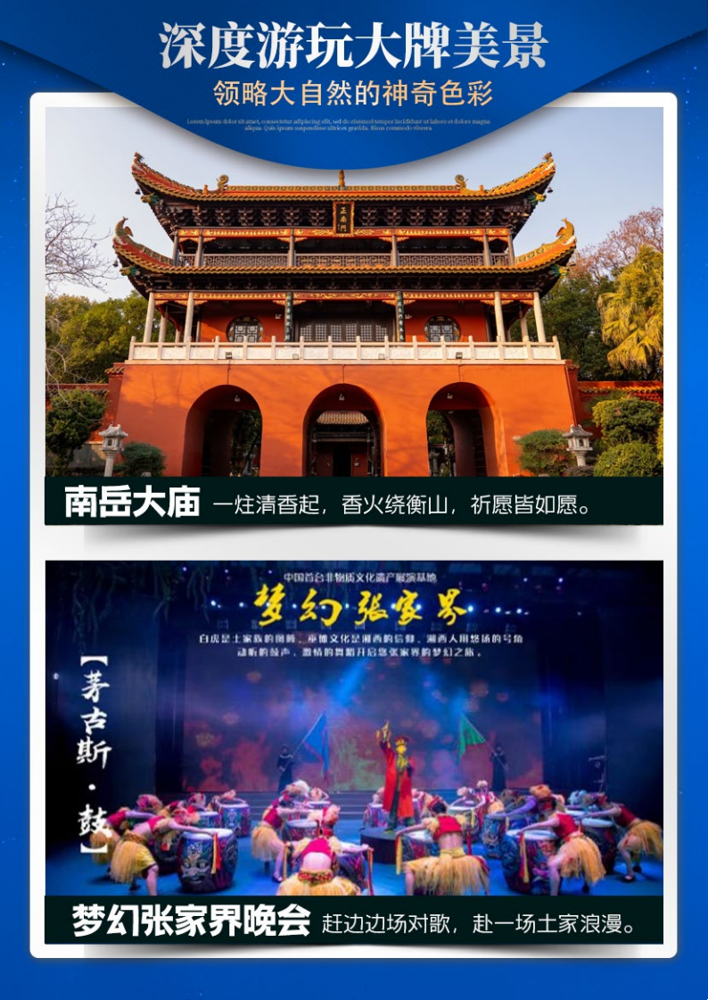 深度游玩大牌美景
领略大自然的神奇色彩
Lorem ipsum dolor sit amet, consectetur adipiscing elit, sed do eiusmod tempor incididunt ut labore et dolore magna
aliqua. Quis ipsum suspendisse ultrices gravida. Risus commodo viverra
正南門
南岳大庙 一炷清香起，香火绕衡山，祈愿皆如愿。
中国首台非物质文化遗产展演基地
梦幻·张家界
白虎是土家族的图腾、巫傩文化是湘西的信仰、湘西人用悠扬的号角
动听的鼓声、激情的舞蹈开启您张家界的梦幻之旅。
【茅古斯·鼓】
梦幻张家界晚会 赶边边场对歌，赴一场土家浪漫。